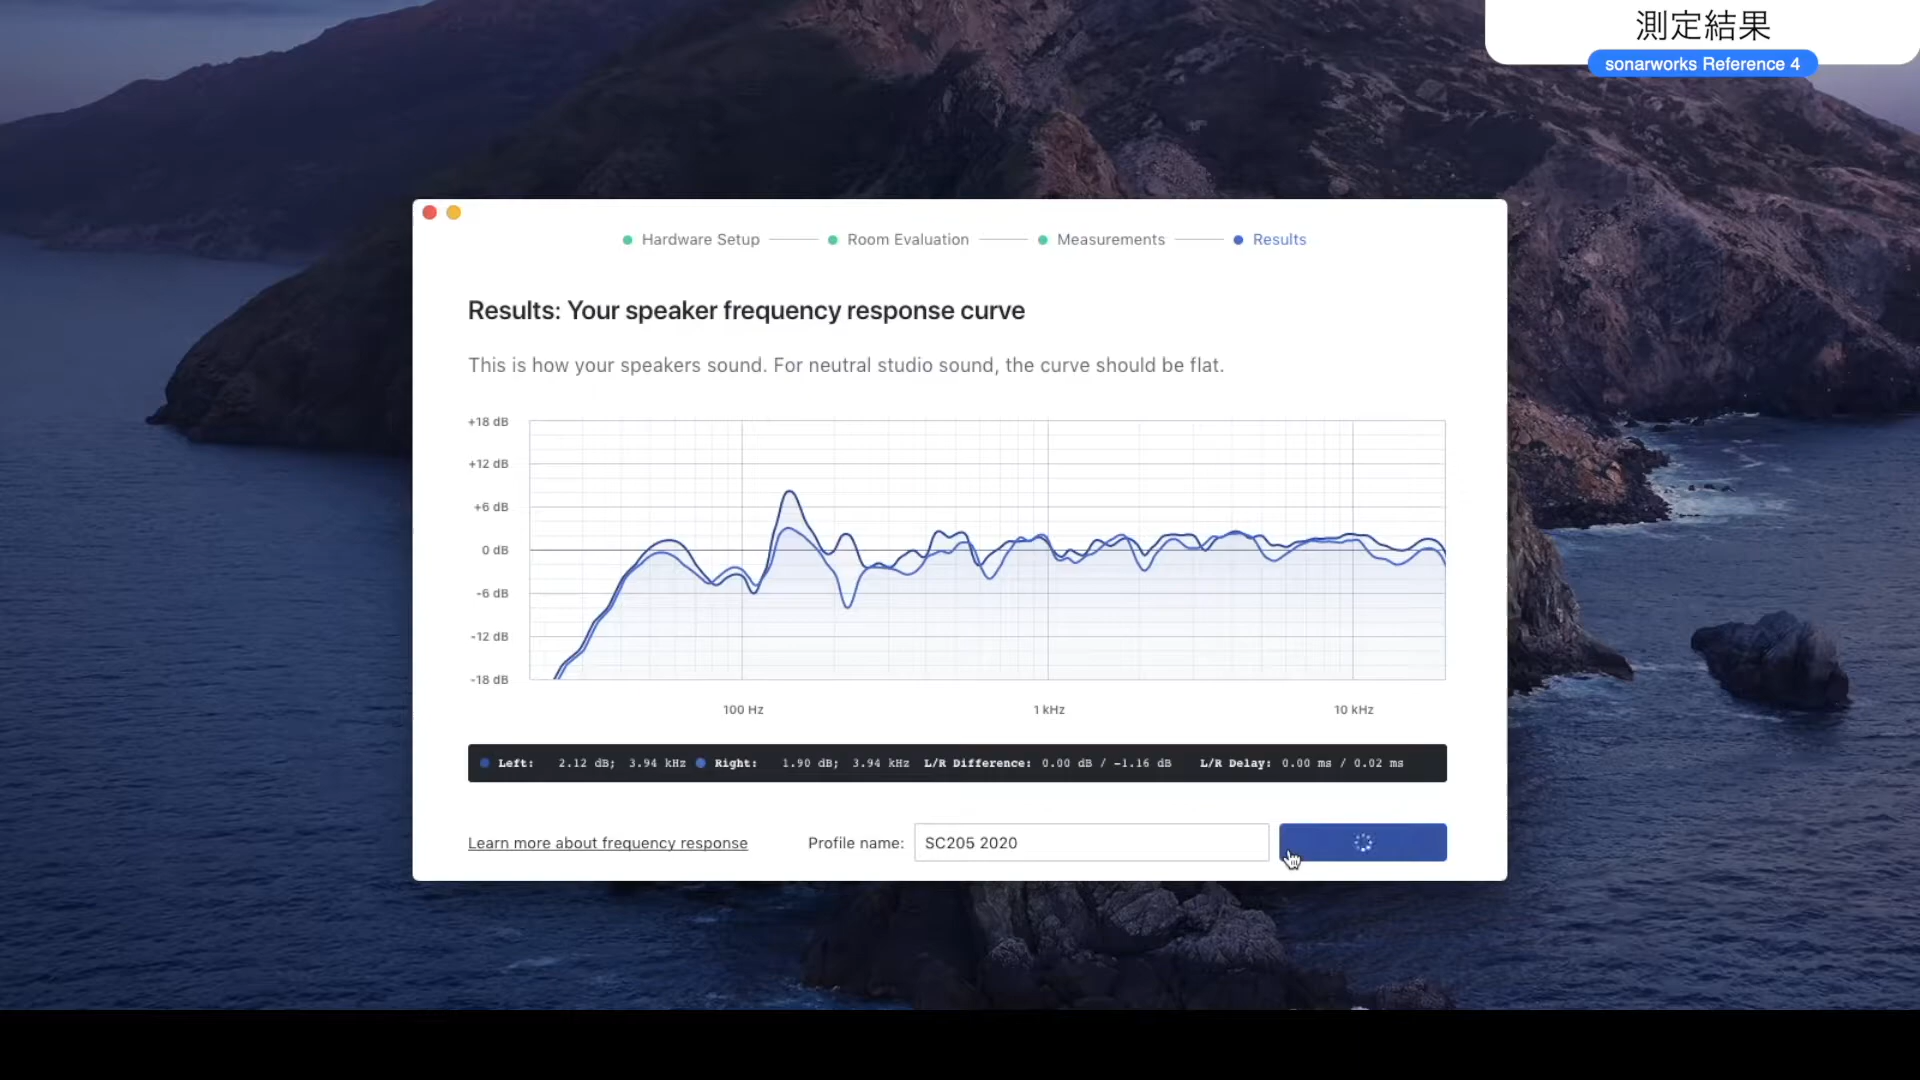 測定結果
sonarworks Reference 4
Hardware Setup
Room Evaluation
Measurements
Results
Results: Your speaker frequency response curve
This is how your speakers sound. For neutral studio sound, the curve should be flat.
+18 dB
+12 dB
+6 dB
0 dB
-6 dB
-12 dB
-18 dB
100 Hz
1 kHz
10 kHz
Left: 2.12 dB; 3.94 kHz Right: 1.90 dB; 3.94 kHz L/R Difference: 0.00 dB / -1.16 dB L/R Delay: 0.00 ms / 0.02 ms
Learn more about frequency response
Profile name: SC205 2020